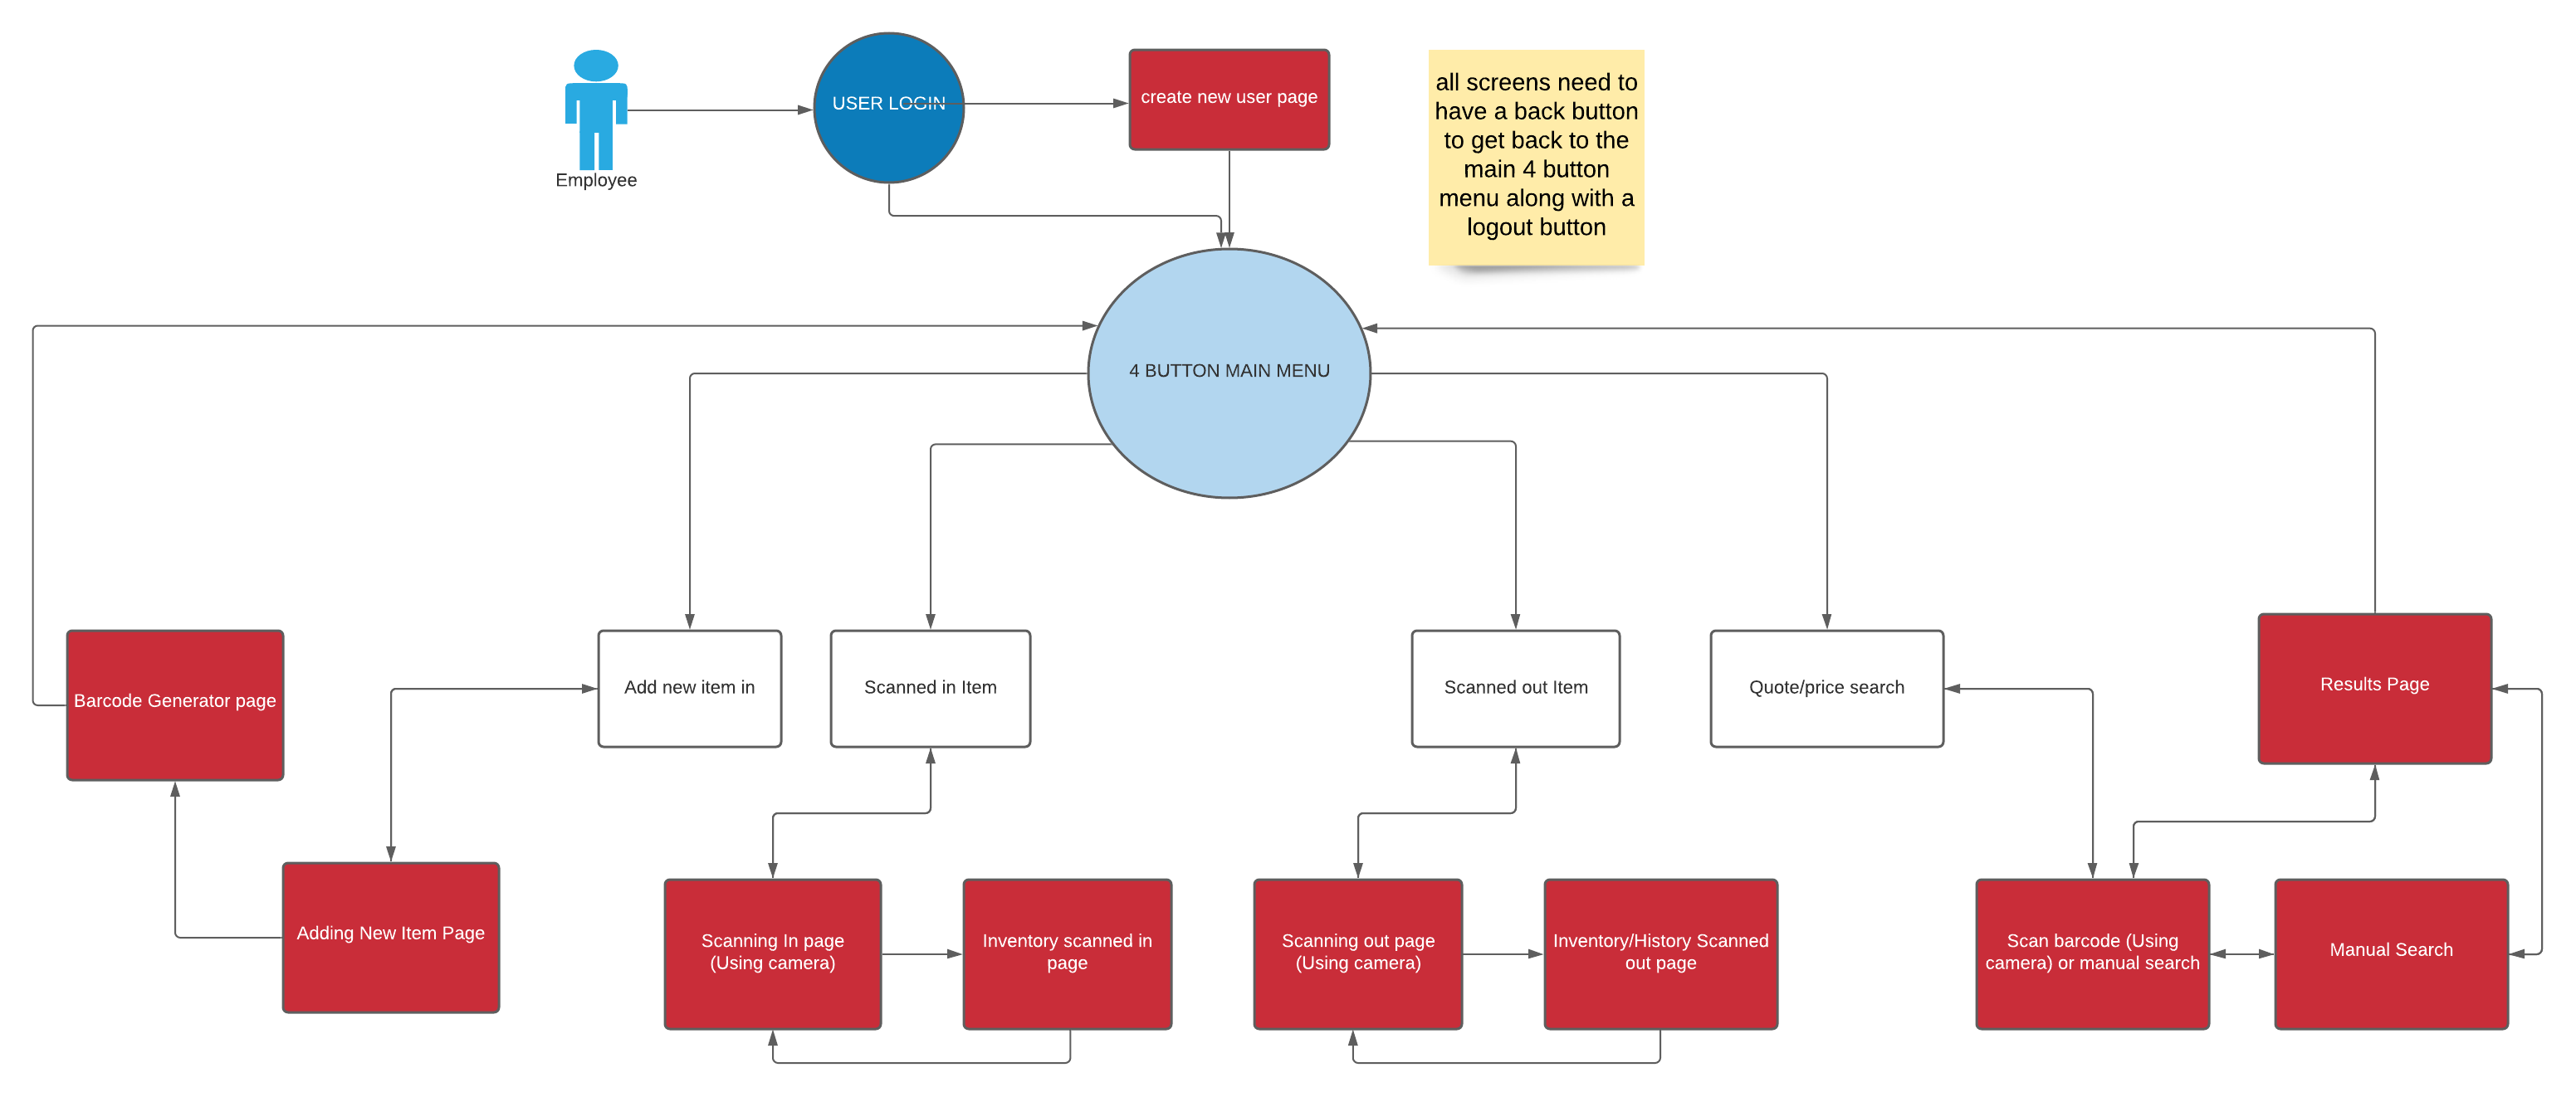 USER LOGIN
create new user page
all screens need to
have a back button
to get back to the
main 4 button
menu along with a
logout button
Employee
4 BUTTON MAIN MENU
Barcode Generator page
Add new item in
Scanned in Item
Scanned out Item
Quote/price search
Results Page
Adding New Item Page
Scanning In page
(Using camera)
Inventory scanned in
page
Scanning out page
(Using camera)
Inventory/History Scanned
out page
Scan barcode (Using
camera) or manual search
Manual Search